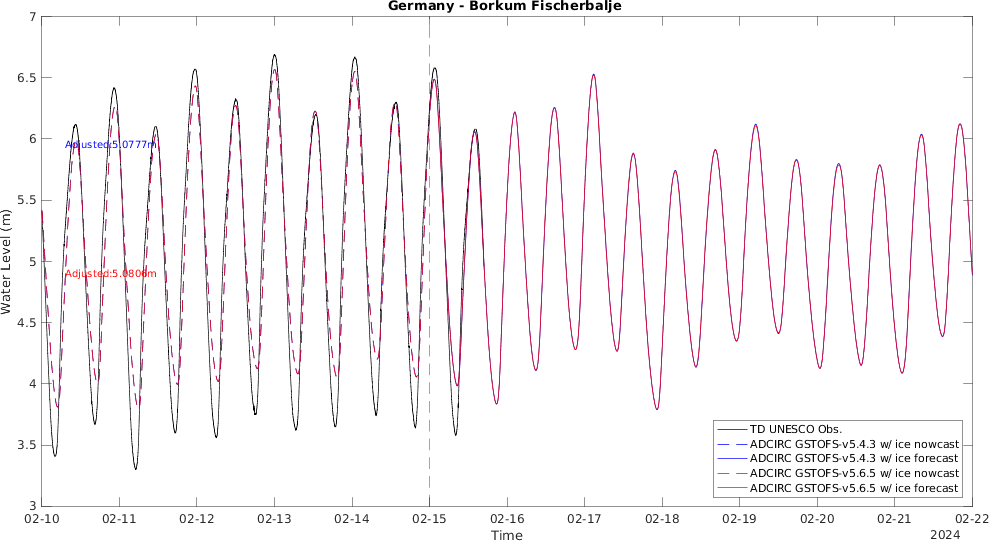 Germany - Borkum Fischerbalje
7
6.5
6
5.5
5
4.5
4
3.5
3
Water Level (m)
Adjusted:5.0777m
Adjusted:5.0806m
TD UNESCO Obs.
ADCIRC GSTOFS-v5.4.3 w/ ice nowcast
ADCIRC GSTOFS-v5.4.3 w/ ice forecast
ADCIRC GSTOFS-v5.6.5 w/ ice nowcast
ADCIRC GSTOFS-v5.6.5 w/ ice forecast
02-10 02-11 02-12 02-13 02-14 02-15 02-16 02-17 02-18 02-19 02-20 02-21 02-22
Time
2024